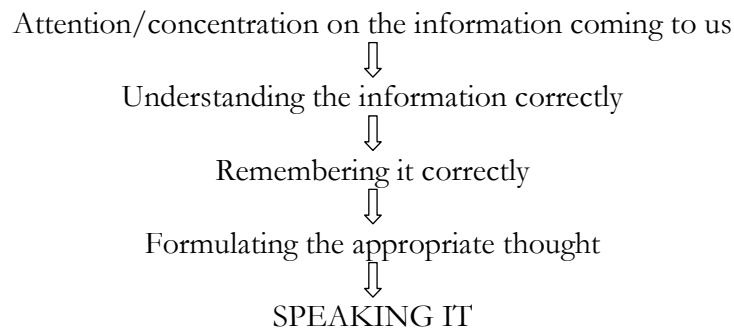 Attention/concentration on the information coming to us
Understanding the information correctly
Remembering it correctly
Formulating the appropriate thought
SPEAKING IT